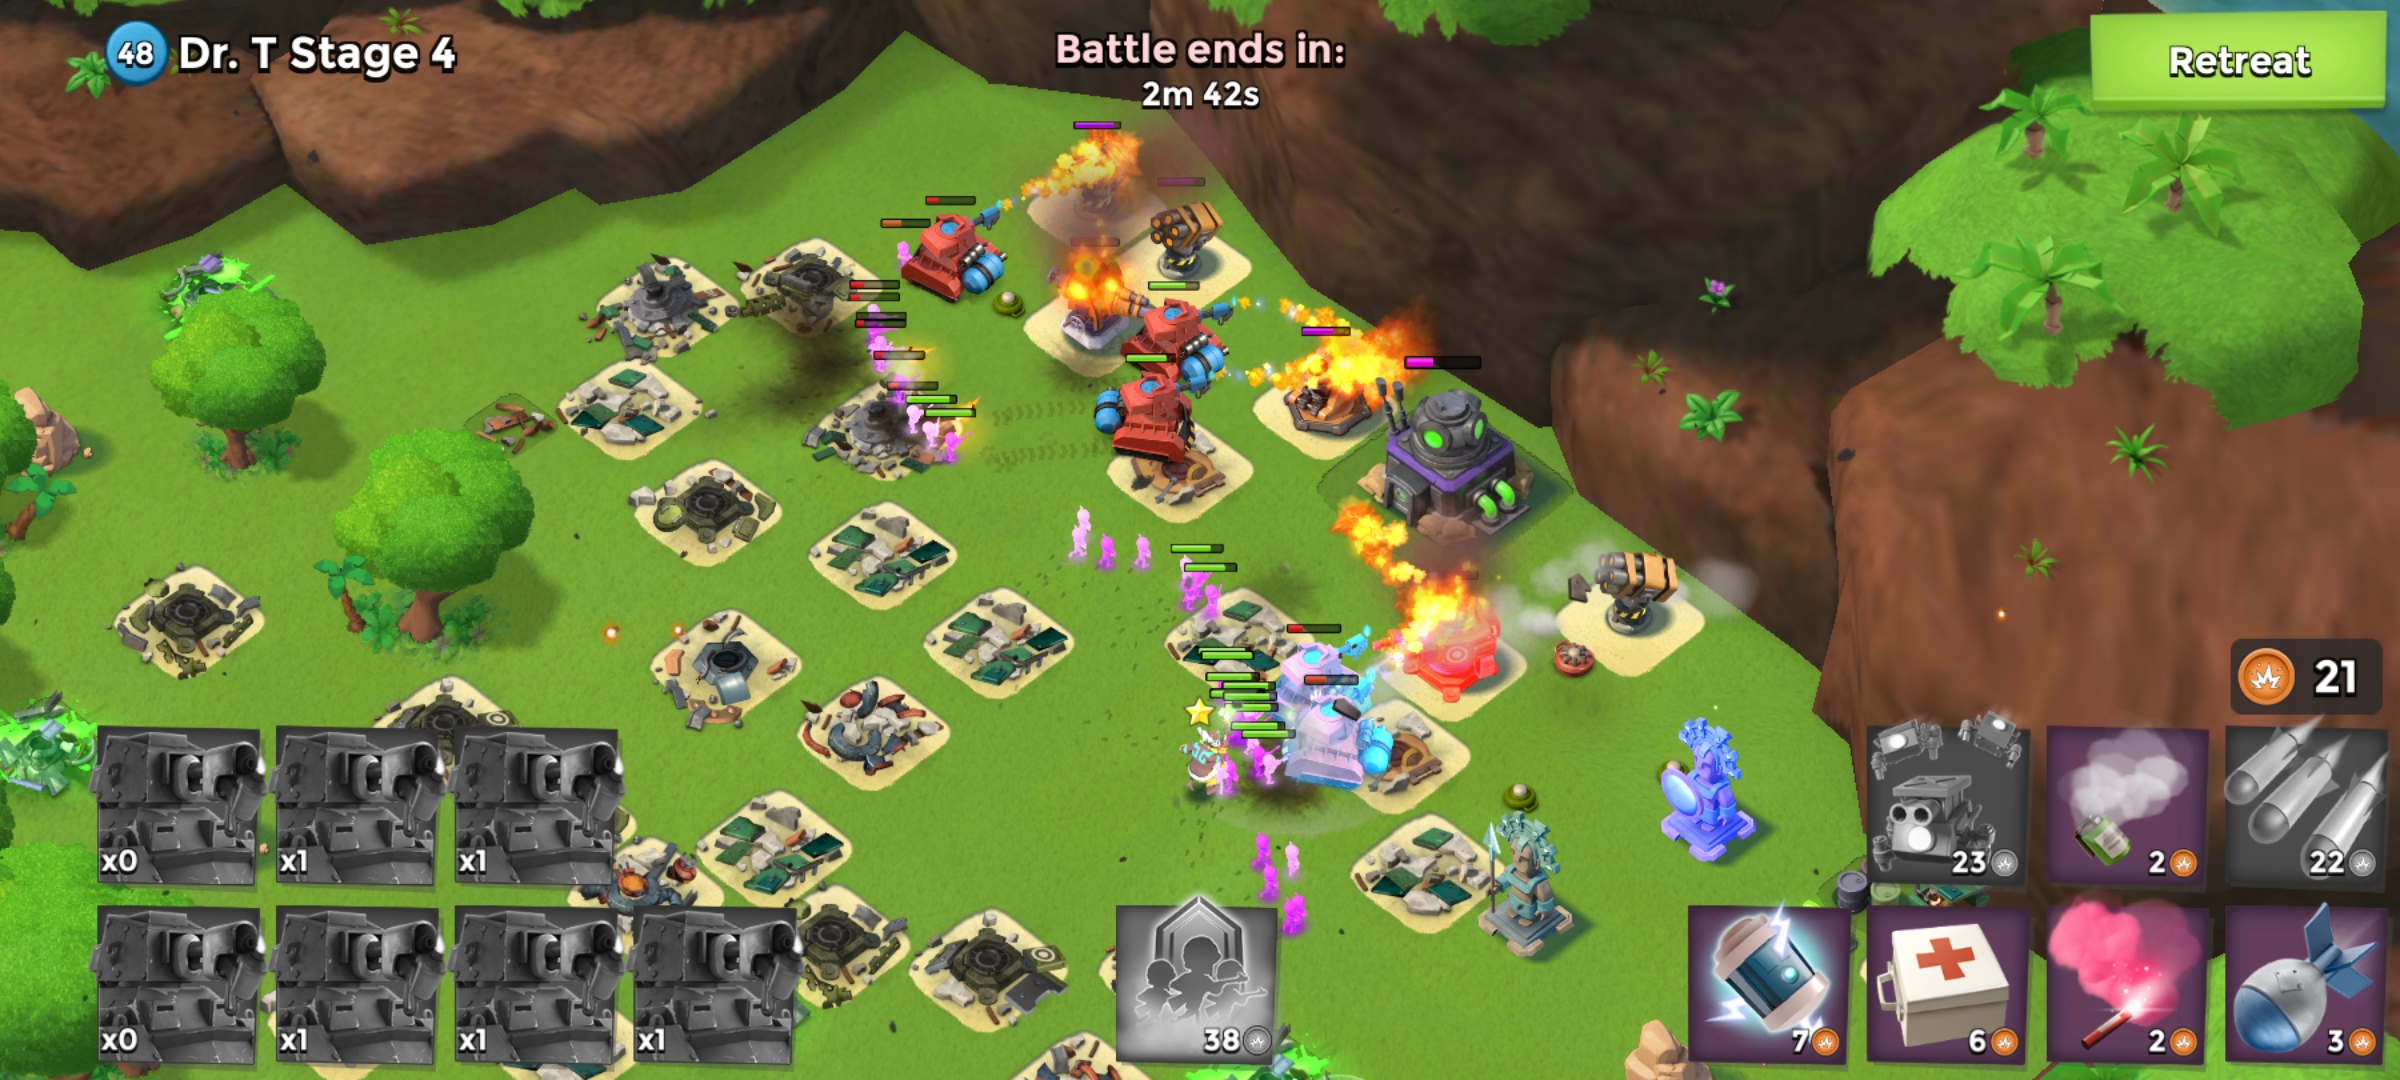 48 Dr. T Stage 4
Battle ends in:
2m 42s
Retreat
21
x0 x1 x1
23 2 22
x0 x1 x1 x1
38
7 6 2 3